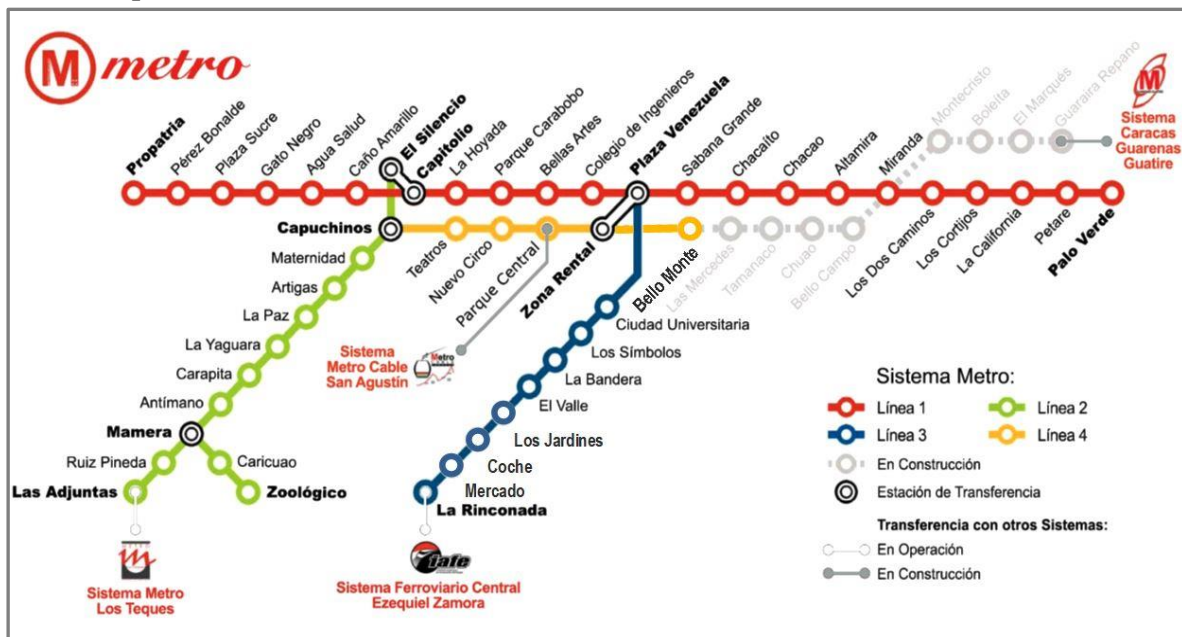 M metro
Propatria
Pérez Bonalde
Plaza Sucre
Gato Negro
Agua Salud
Caño Amarillo
El Silencio
Capitolio
La Hoyada
Parque Carabobo
Bellas Artes
Colegio de Ingenieros
Plaza Venezuela
Sabana Grande
Chacaíto
Chacao
Altamira
Miranda
Montecristo
Boleíta
El Marqués
Guaraira Repano
M
Sistema
Caracas
Guarenas
Guatire
Capuchinos
Teatros
Nuevo Circo
Parque Central
Zona Rental
Bello Monte
Las Mercedes
Tamanaco
Chuao
Bello Campo
Los Dos Caminos
Los Cortijos
La California
Petare
Palo Verde
Maternidad
Artigas
La Paz
La Yaguara
Carapita
Antímano
Mamera
Ruiz Pineda
Caricuao
Las Adjuntas
Zoológico
Sistema
Metro Cable
San Agustín
Metro
Ciudad Universitaria
Los Símbolos
La Bandera
El Valle
Los Jardines
Coche
Mercado
La Rinconada
Sistema Metro
Los Teques
iafe
Sistema Ferroviario Central
Ezequiel Zamora
Sistema Metro:
Línea 1
Línea 2
Línea 3
Línea 4
En Construcción
Estación de Transferencia
Transferencia con otros Sistemas:
En Operación
En Construcción